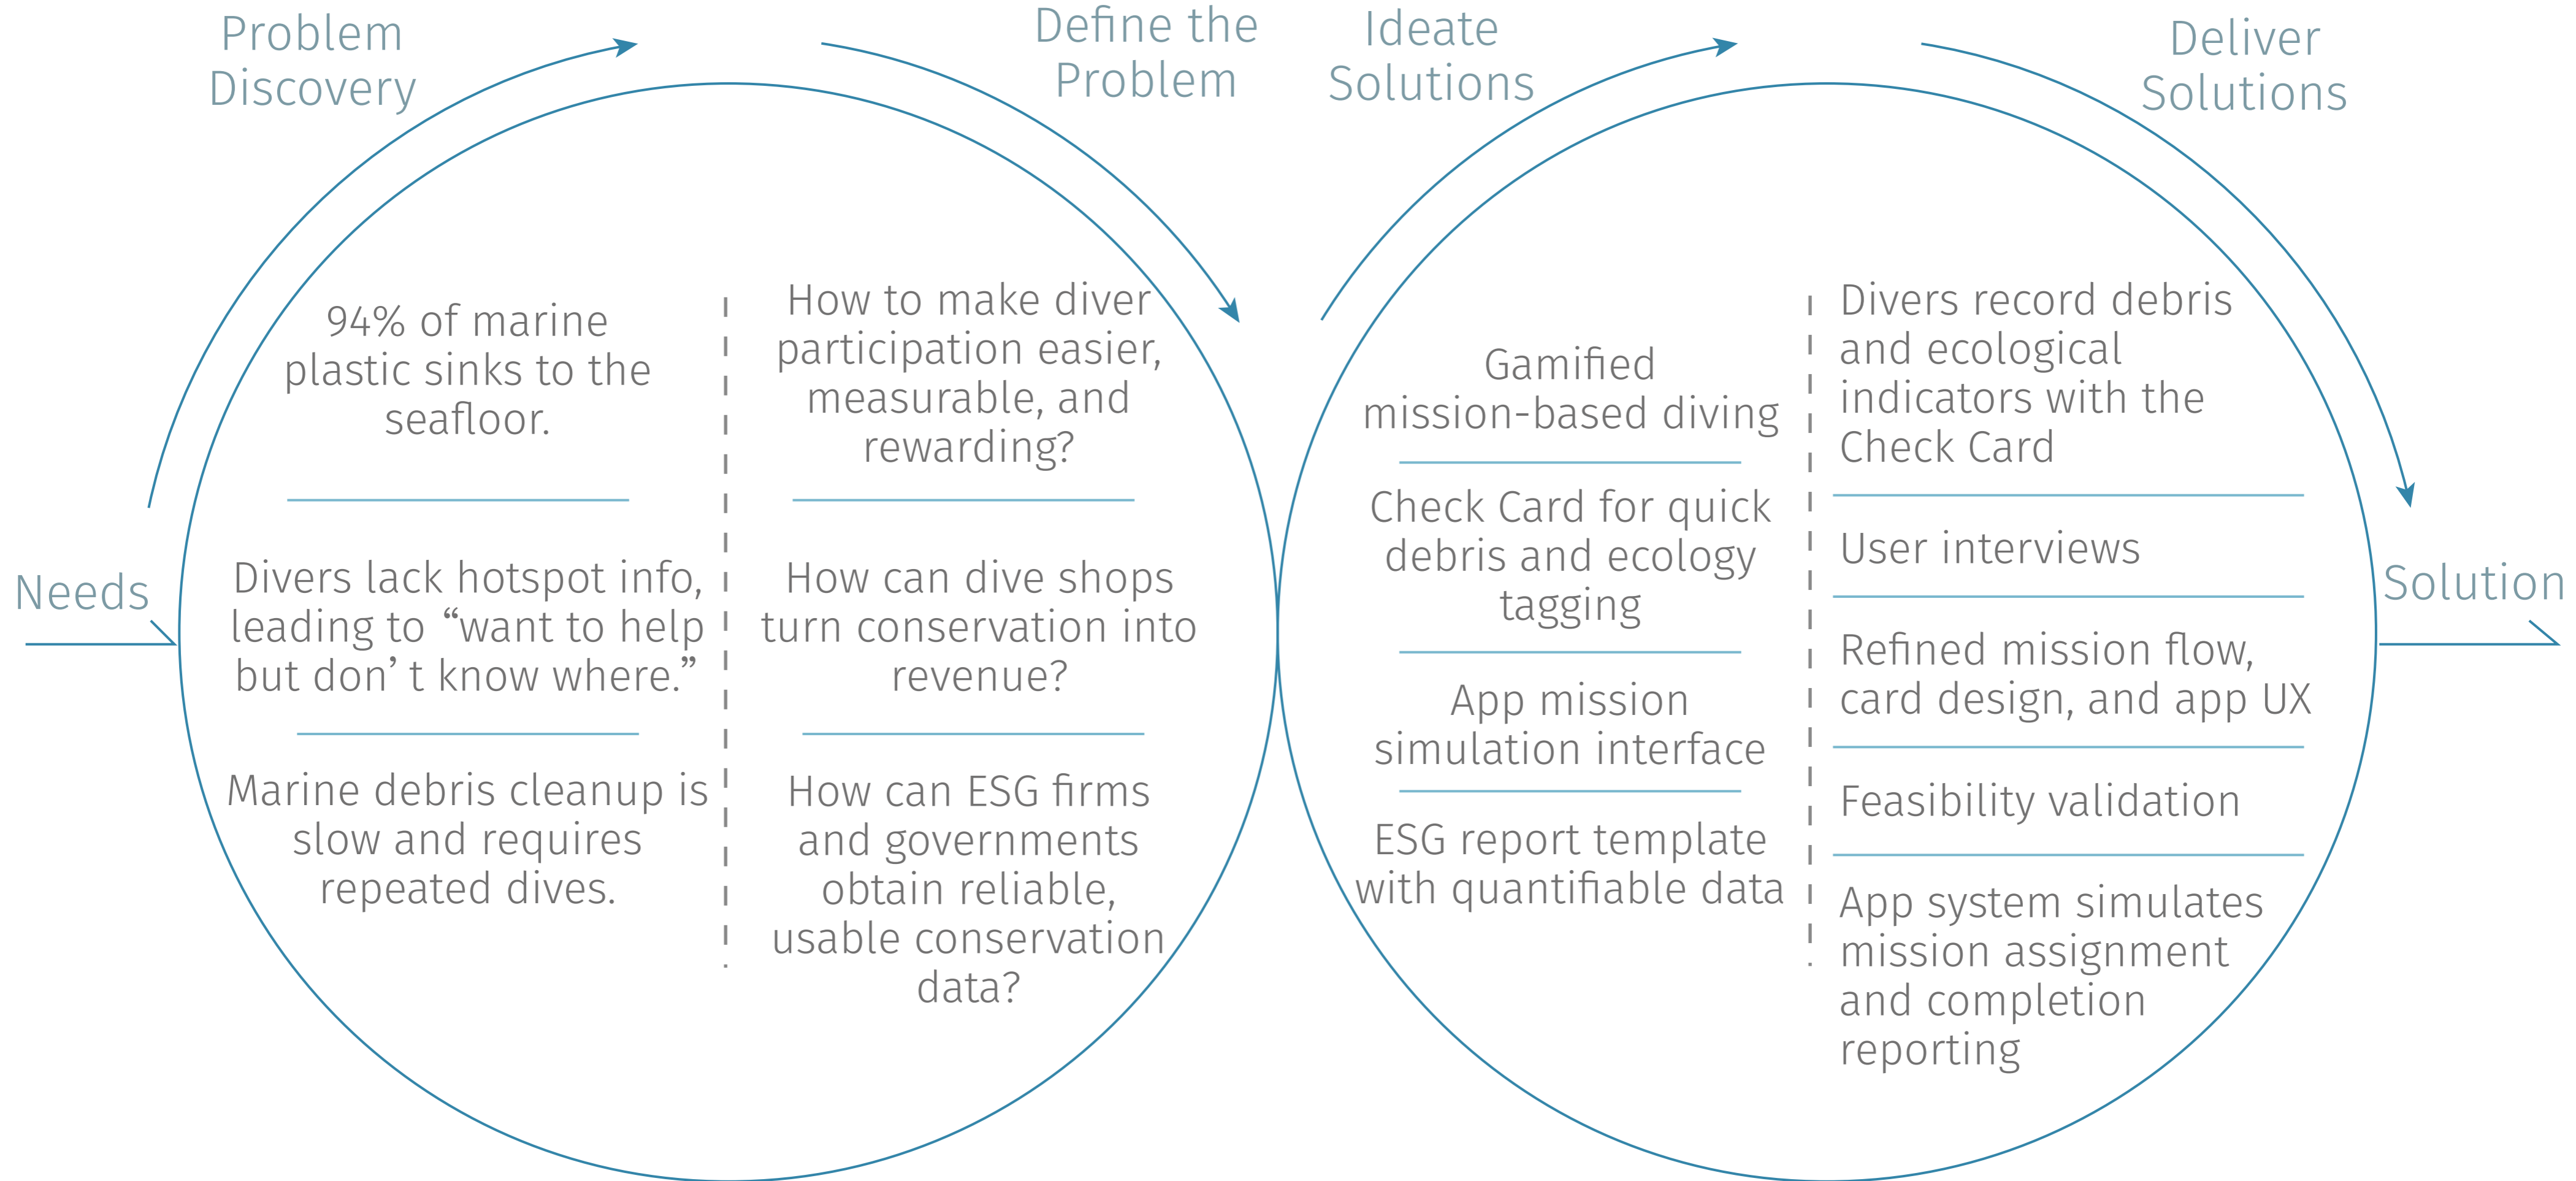 Problem
Discovery
Define the
Problem
Ideate
Solutions
Deliver
Solutions
Needs
94% of marine
plastic sinks to the
seafloor.
Divers lack hotspot info,
leading to “want to help
but don’ t know where.”
Marine debris cleanup is
slow and requires
repeated dives.
How to make diver
participation easier,
measurable, and
rewarding?
How can dive shops
turn conservation into
revenue?
How can ESG firms
and governments
obtain reliable,
usable conservation
data?
Gamified
mission-based diving
Check Card for quick
debris and ecology
tagging
App mission
simulation interface
ESG report template
with quantifiable data
Divers record debris
and ecological
indicators with the
Check Card
User interviews
Refined mission flow,
card design, and app UX
Feasibility validation
App system simulates
mission assignment
and completion
reporting
Solution